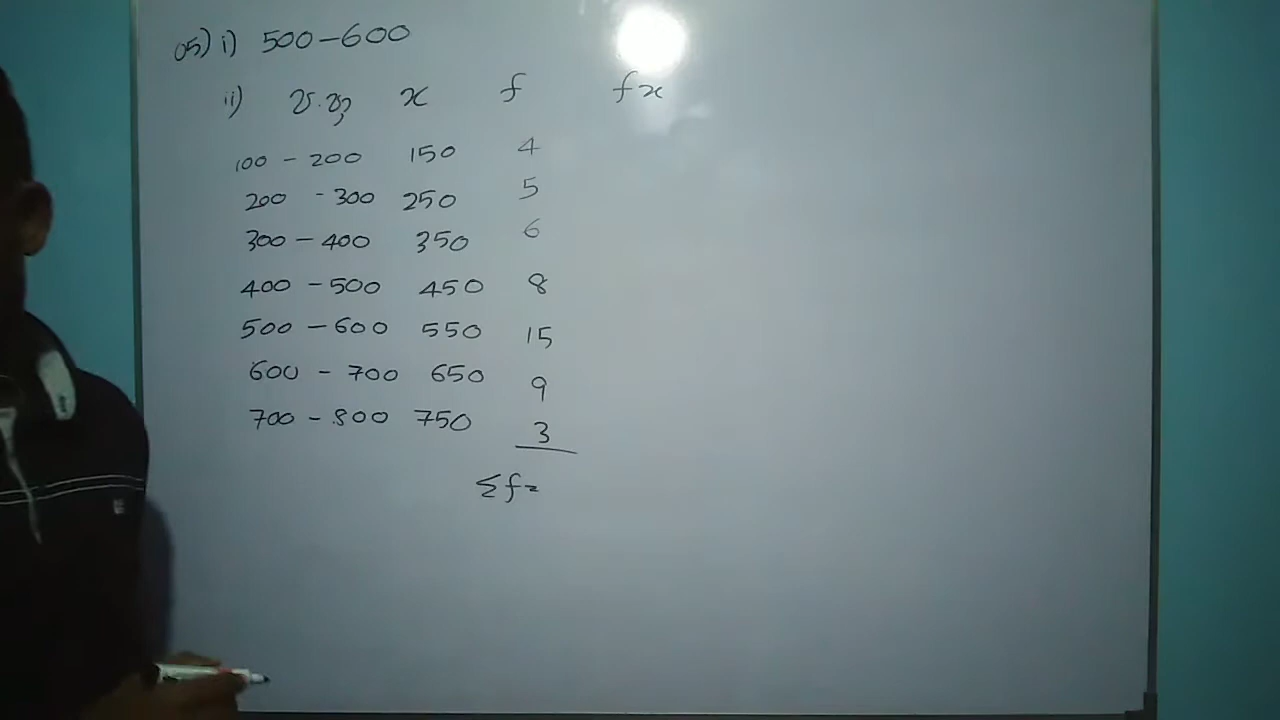 05) i) 500-600
ii) ප.ප්‍ර x f fx
100 - 200 150 4
200 - 300 250 5
300 - 400 350 6
400 - 500 450 8
500 - 600 550 15
600 - 700 650 9
700 - 800 750 3
Σf=